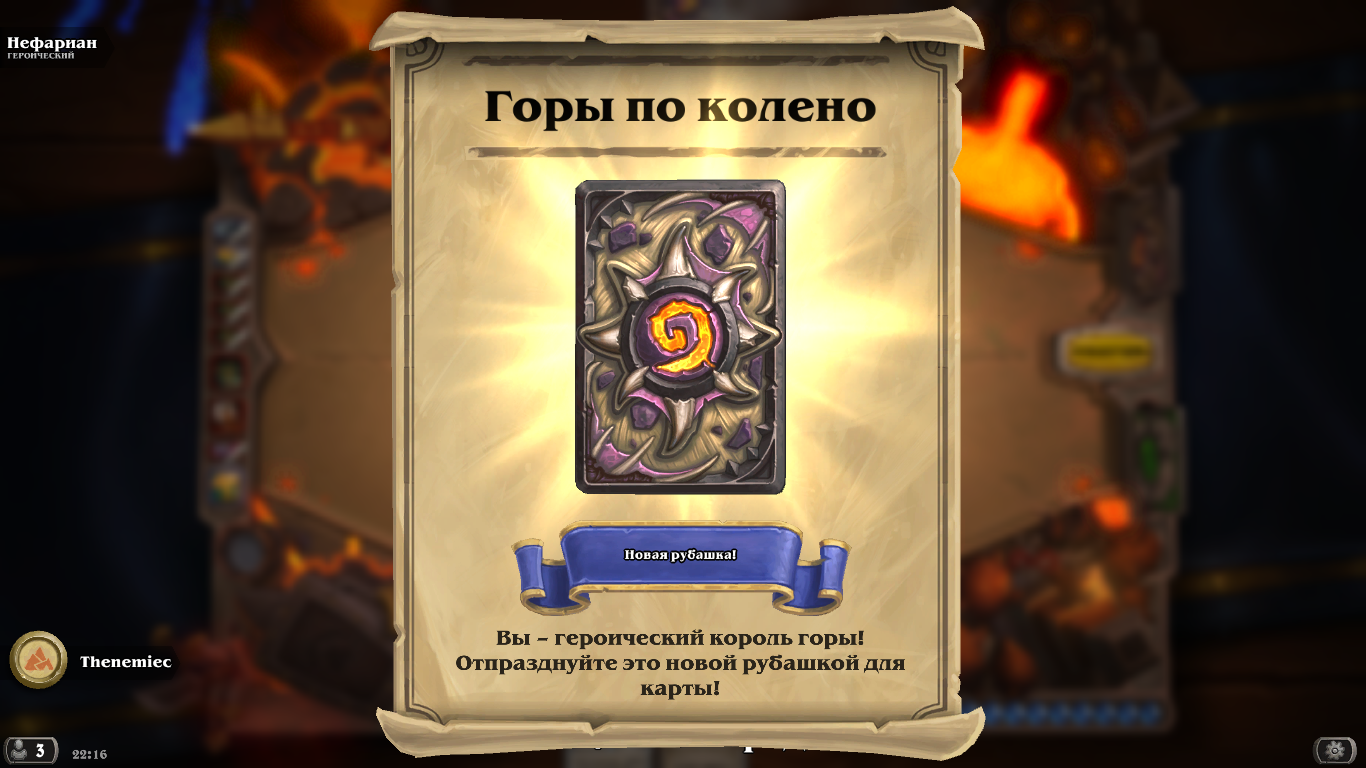 Нефариан
ГЕРОИЧЕСКИЙ
Горы по колено
Новая рубашка!
Вы – героический король горы!
Отпразднуйте это новой рубашкой для
карты!
Thenemiec
3
22:16